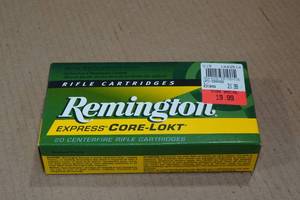 RIFLE CARTRIDGES
Remington
EXPRESS CORE-LOKT
20 CENTERFIRE RIFLE CARTRIDGES
19.99